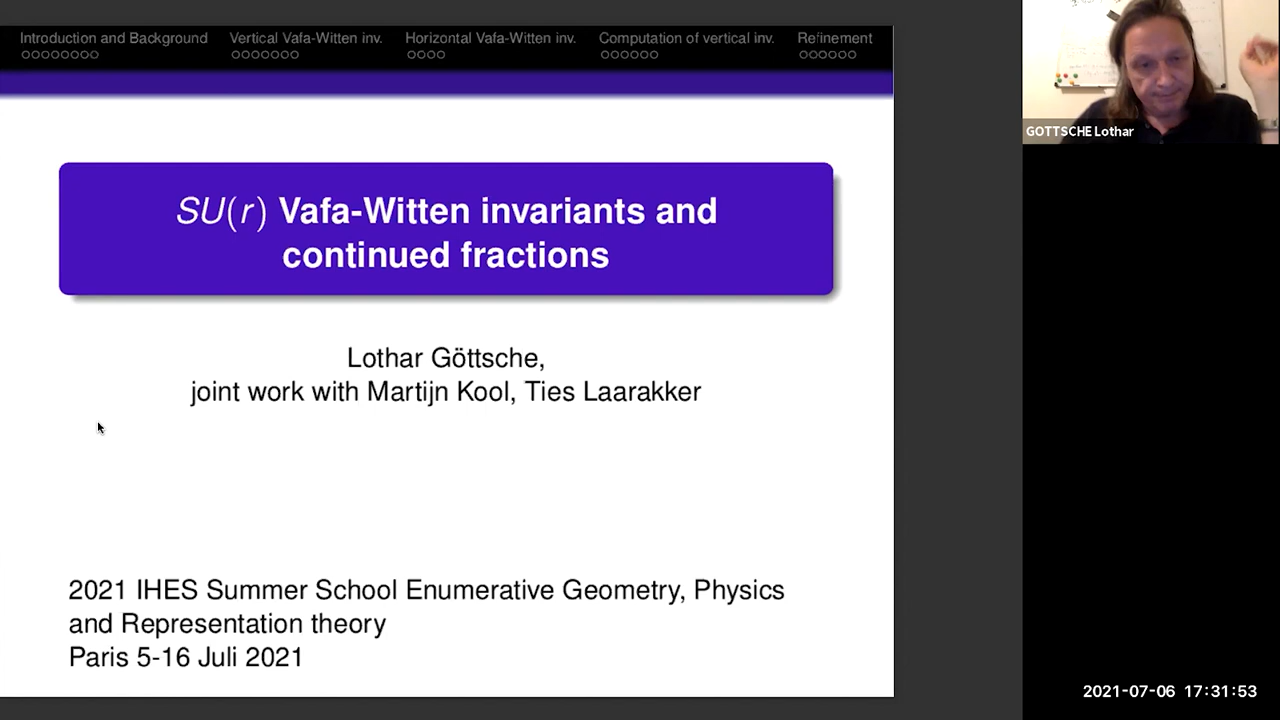 Introduction and Background
Vertical Vafa-Witten inv.
Horizontal Vafa-Witten inv.
Computation of vertical inv.
Refinement
SU(r) Vafa-Witten invariants and
continued fractions
Lothar Göttsche,
joint work with Martijn Kool, Ties Laarakker
2021 IHES Summer School Enumerative Geometry, Physics
and Representation theory
Paris 5-16 Juli 2021
GOTTSCHE Lothar
2021-07-06 17:31:53